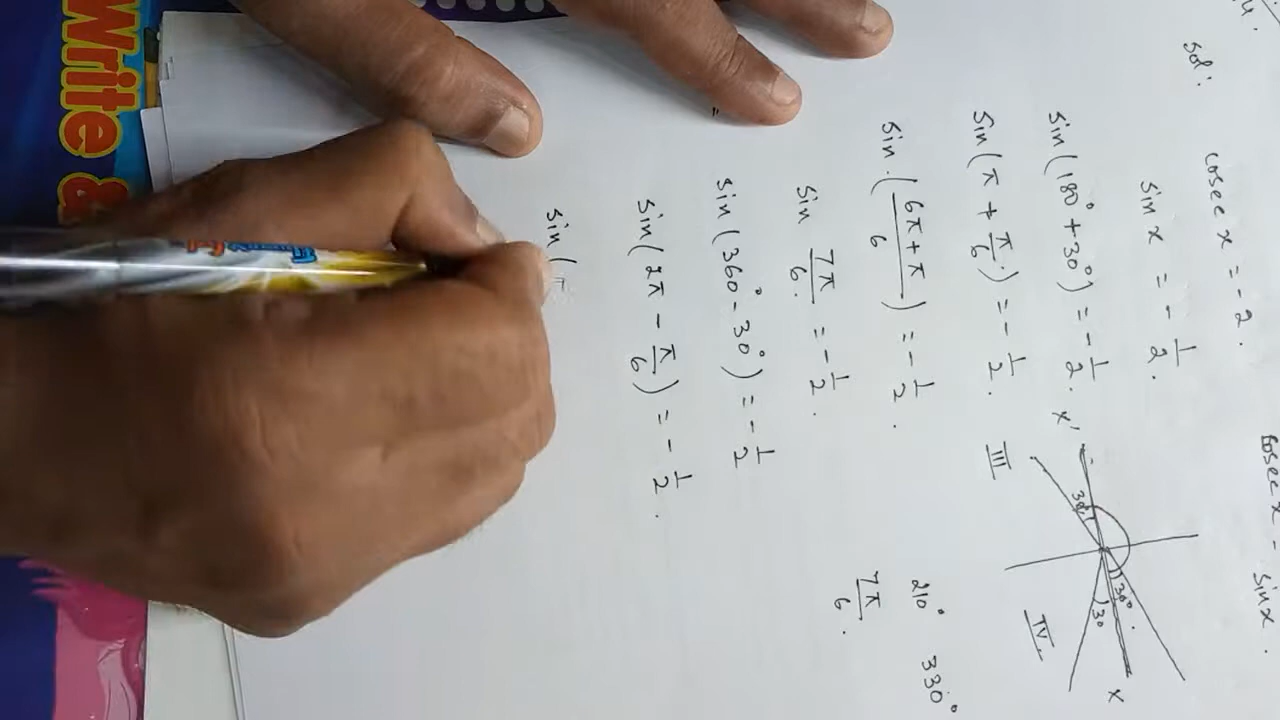 4.
cosec x = sin x.
Sol:
cosec x = - 2.
sin x = - 1/2.
sin (180° + 30°) = - 1/2.
sin (π + π/6.) = - 1/2.
sin. ( 6π + π / 6 ) = - 1/2.
sin 7π/6. = - 1/2.
=
sin (360° - 30°) = - 1/2
sin (2π - π/6) = - 1/2.
sin (
x'
30°
III
30°.
30
IV
x
210° 330°
7π/6.
Write &